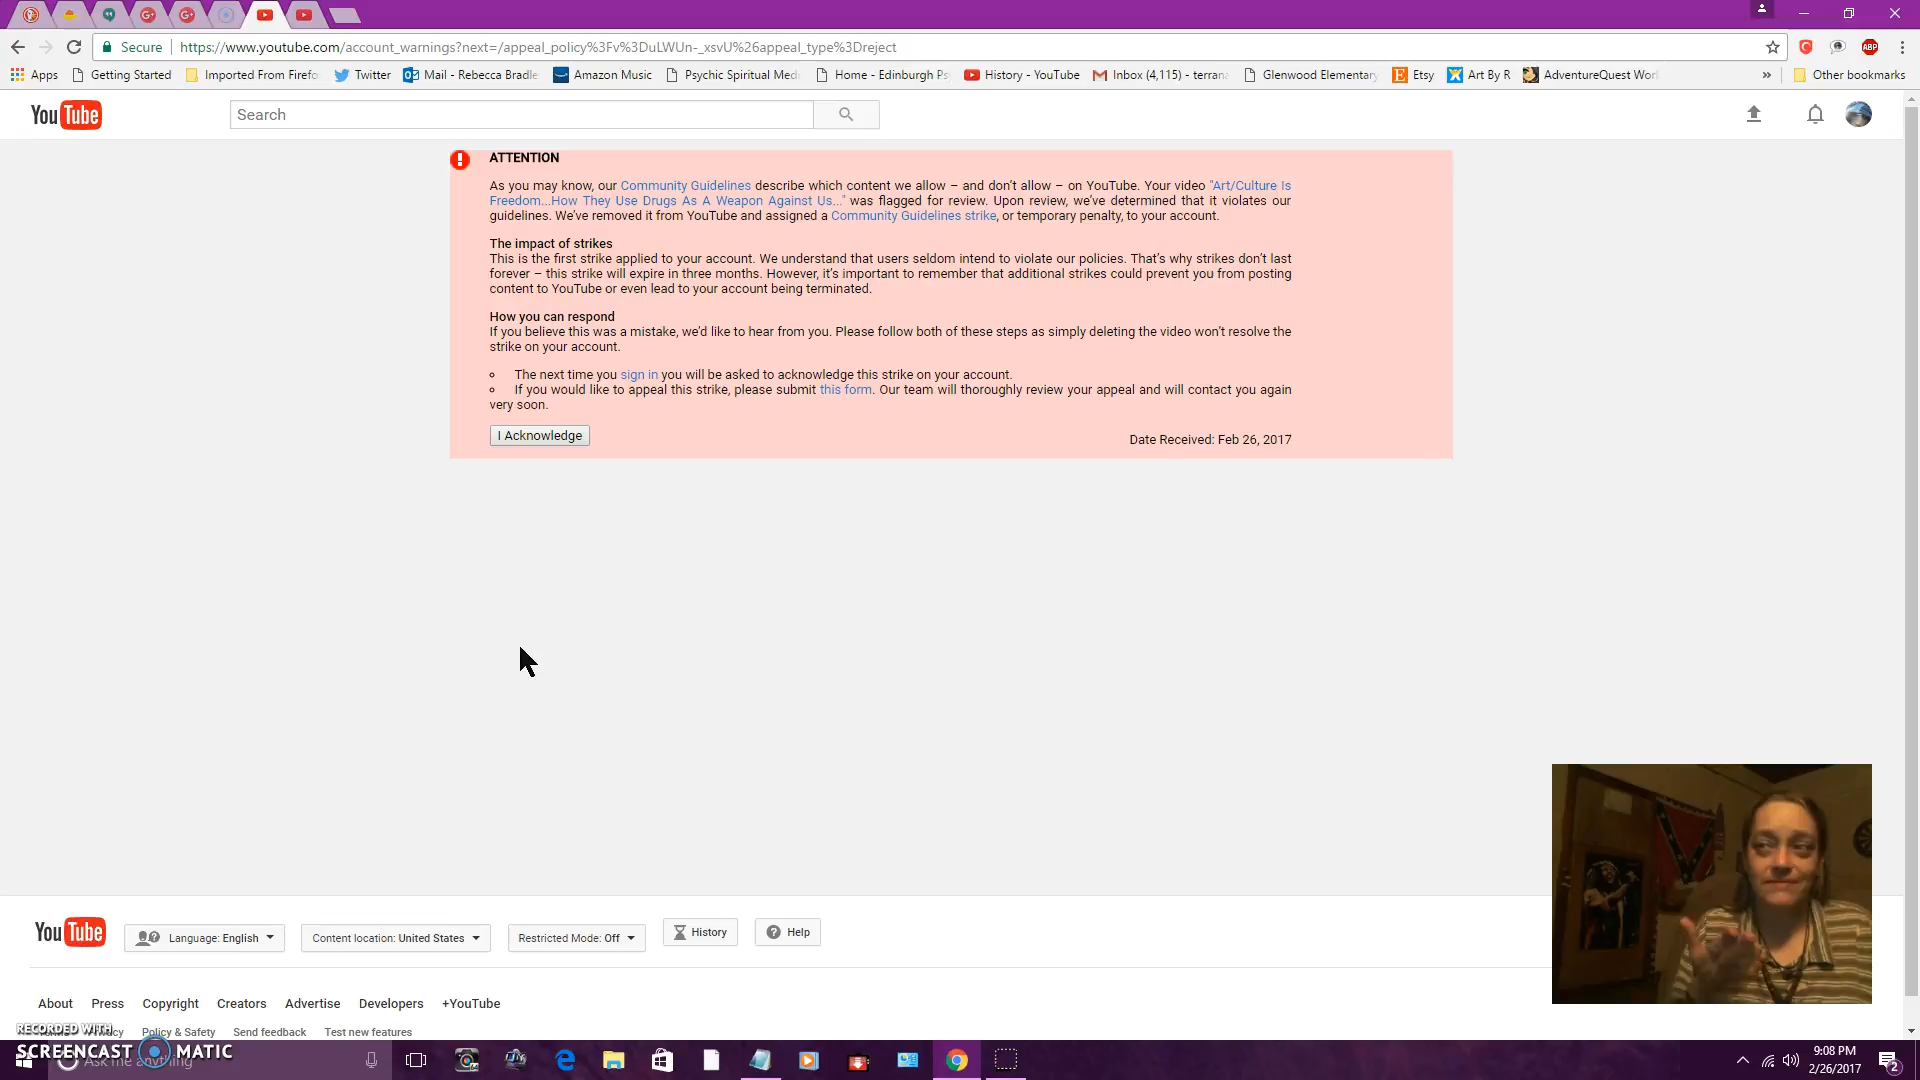 Secure https://www.youtube.com/account_warnings?next=/appeal_policy%3Fv%3DuLWUn-_xsvU%26appeal_type%3Dreject
Apps Getting Started Imported From Firefo Twitter Mail - Rebecca Bradle Amazon Music Psychic Spiritual Med Home - Edinburgh Ps History - YouTube Inbox (4,115) - terran Glenwood Elementary Etsy Art By R AdventureQuest Worl » Other bookmarks
YouTube Search
ATTENTION
As you may know, our Community Guidelines describe which content we allow – and don’t allow – on YouTube. Your video "Art/Culture Is
Freedom...How They Use Drugs As A Weapon Against Us..." was flagged for review. Upon review, we’ve determined that it violates our
guidelines. We’ve removed it from YouTube and assigned a Community Guidelines strike, or temporary penalty, to your account.
The impact of strikes
This is the first strike applied to your account. We understand that users seldom intend to violate our policies. That’s why strikes don’t last
forever – this strike will expire in three months. However, it’s important to remember that additional strikes could prevent you from posting
content to YouTube or even lead to your account being terminated.
How you can respond
If you believe this was a mistake, we’d like to hear from you. Please follow both of these steps as simply deleting the video won’t resolve the
strike on your account.
The next time you sign in you will be asked to acknowledge this strike on your account.
If you would like to appeal this strike, please submit this form. Our team will thoroughly review your appeal and will contact you again
very soon.
I Acknowledge Date Received: Feb 26, 2017
YouTube Language: English Content location: United States Restricted Mode: Off History Help
About Press Copyright Creators Advertise Developers +YouTube
Policy & Safety Send feedback Test new features
RECORDED WITH
SCREENCAST MATIC
Ask me anything
9:08 PM
2/26/2017
2
ABP